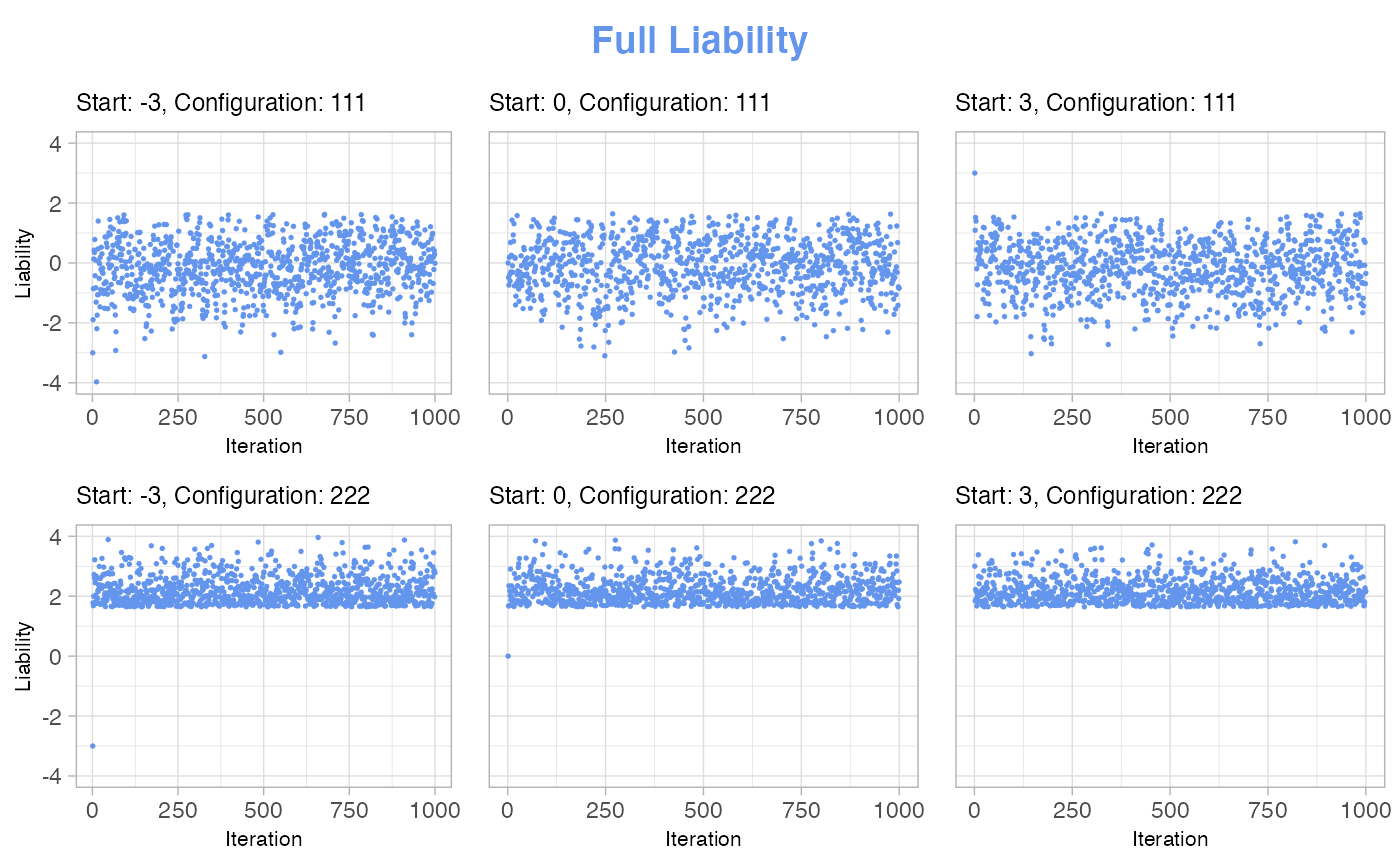 Full Liability
Start: -3, Configuration: 111
Start: 0, Configuration: 111
Start: 3, Configuration: 111
Liability
4
2
0
-2
-4
0 250 500 750 1000
0 250 500 750 1000
0 250 500 750 1000
Iteration
Iteration
Iteration
Start: -3, Configuration: 222
Start: 0, Configuration: 222
Start: 3, Configuration: 222
Liability
4
2
0
-2
-4
0 250 500 750 1000
0 250 500 750 1000
0 250 500 750 1000
Iteration
Iteration
Iteration